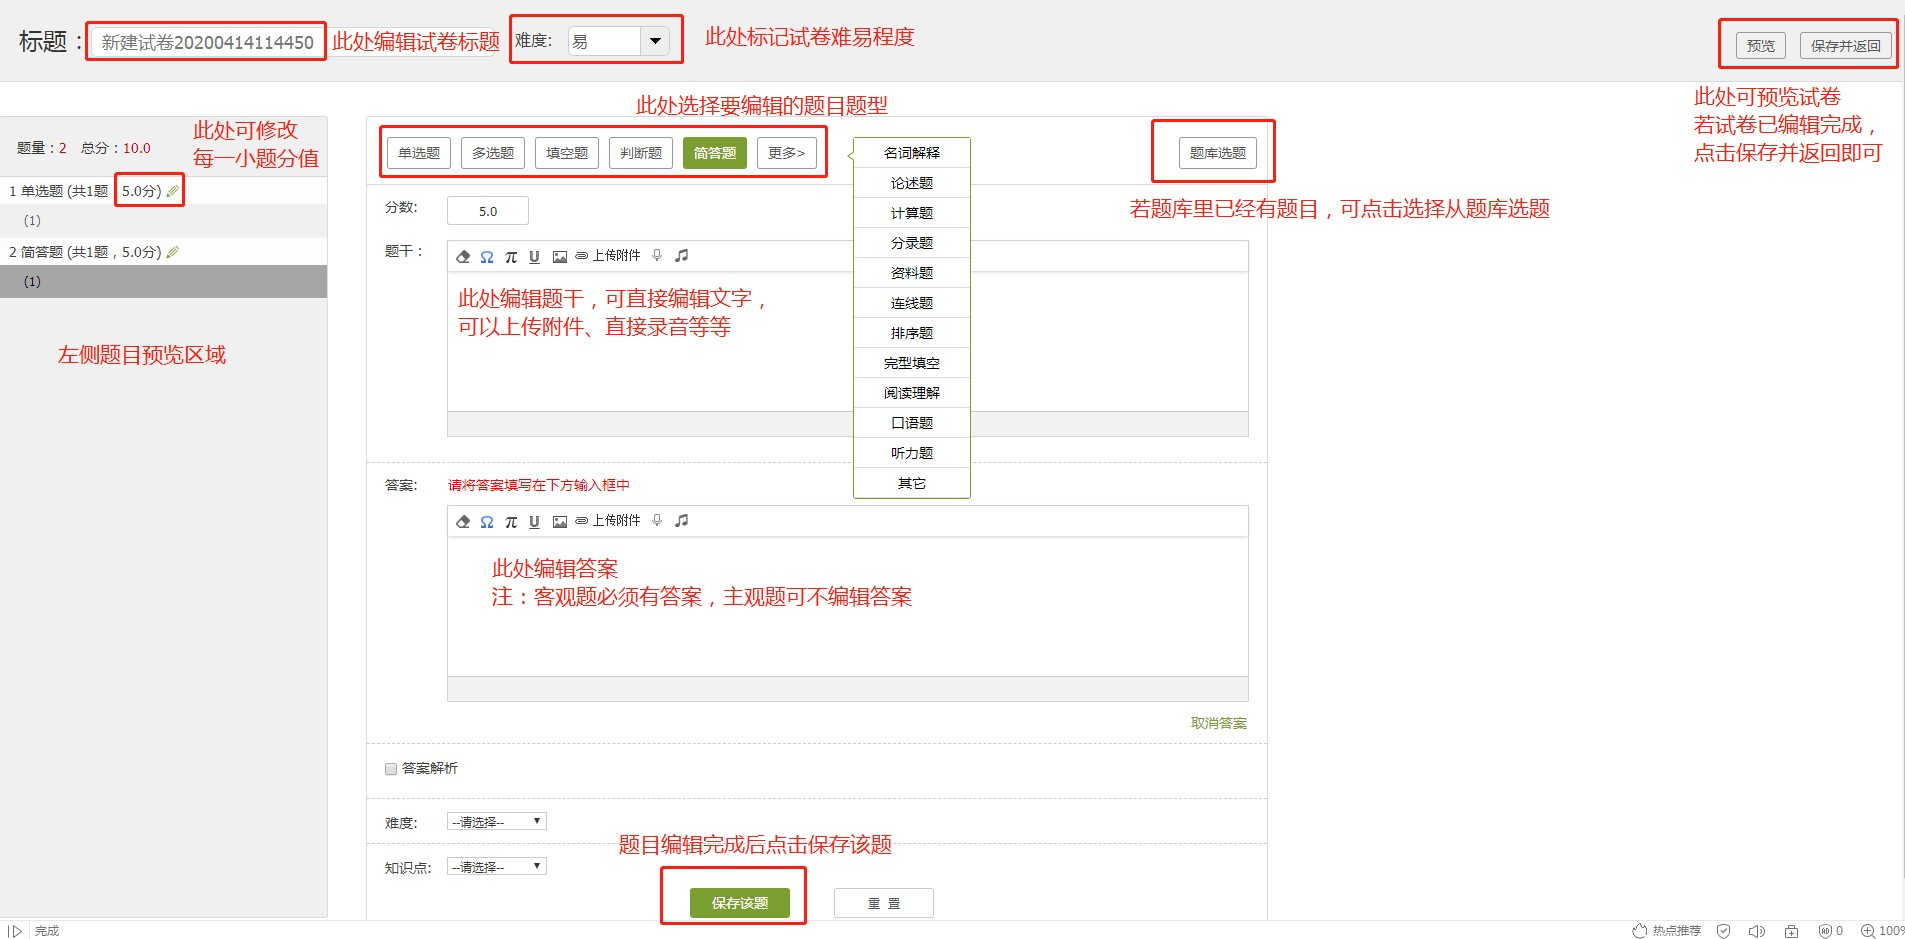 标题：
新建试卷20200414114450
此处编辑试卷标题
难度:
易
此处标记试卷难易程度
预览
保存并返回
此处可预览试卷
若试卷已编辑完成，
点击保存并返回即可
此处选择要编辑的题目题型
题量：2 总分：10.0
此处可修改
每一小题分值
1 单选题 (共1题
5.0分)
(1)
2 简答题 (共1题，5.0分)
(1)
左侧题目预览区域
单选题
多选题
填空题
判断题
简答题
更多>
名词解释
论述题
计算题
分录题
资料题
连线题
排序题
完型填空
阅读理解
口语题
听力题
其它
题库选题
若题库里已经有题目，可点击选择从题库选题
分数:
5.0
题干：
Ω π U 上传附件
此处编辑题干，可直接编辑文字，
可以上传附件、直接录音等等
答案:
请将答案填写在下方输入框中
Ω π U 上传附件
此处编辑答案
注：客观题必须有答案，主观题可不编辑答案
取消答案
答案解析
难度:
--请选择--
题目编辑完成后点击保存该题
知识点:
--请选择--
保存该题
重 置
完成
热点推荐
0
100%